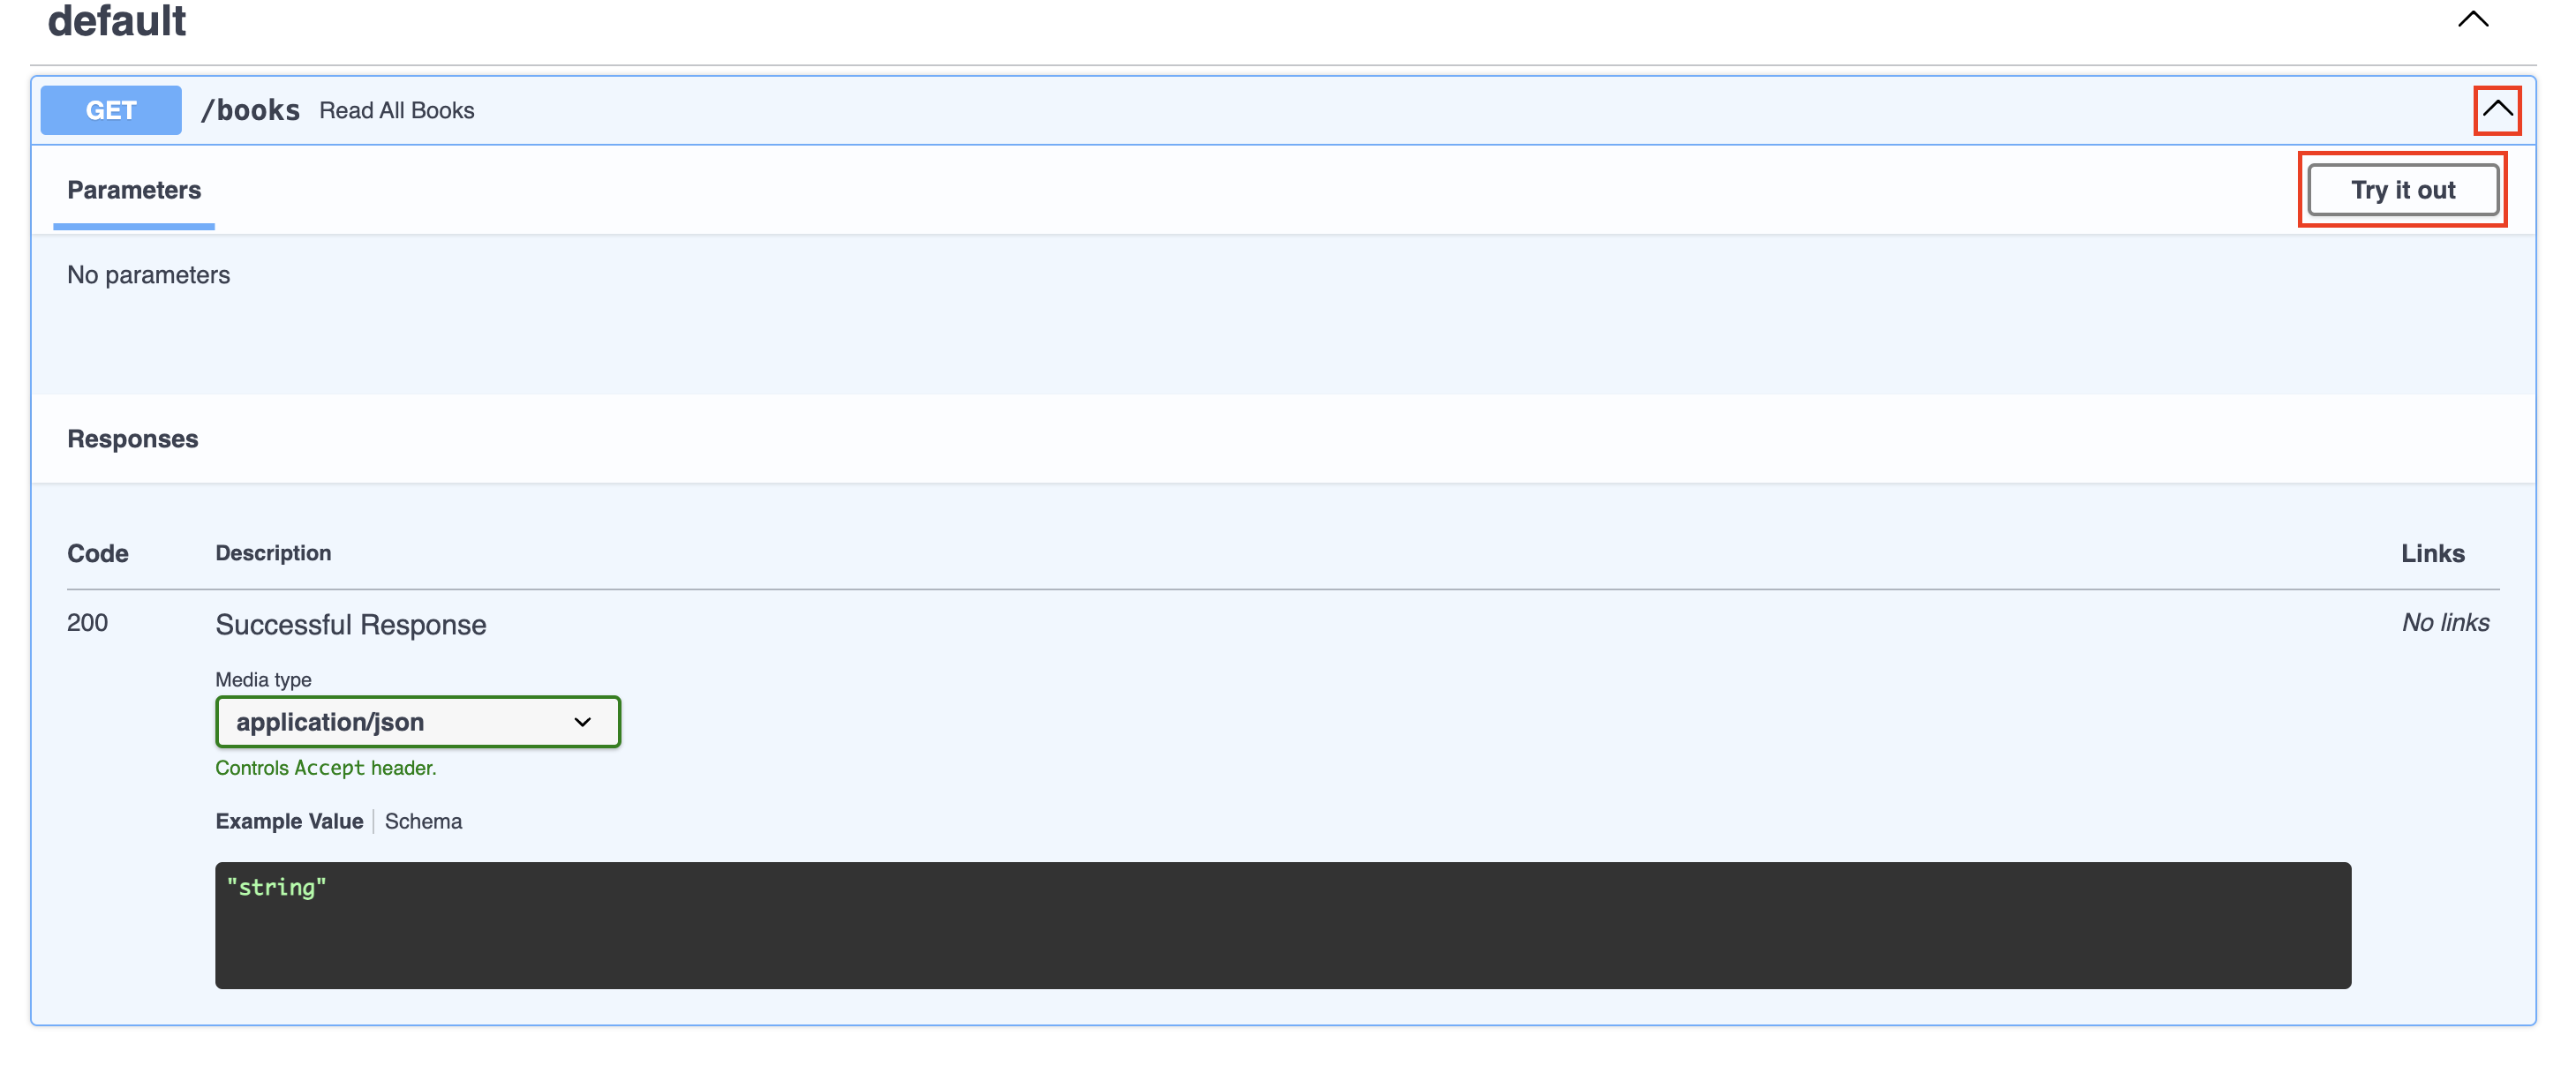 default
GET /books Read All Books
Parameters
Try it out
No parameters
Responses
Code Description Links
200 Successful Response No links
Media type
application/json
Controls Accept header.
Example Value Schema
"string"